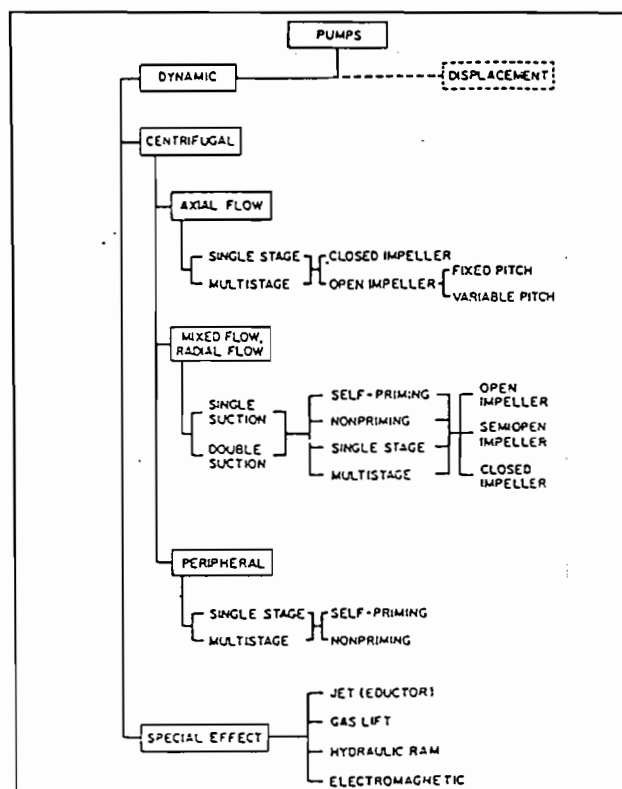 PUMPS
DYNAMIC
DISPLACEMENT
CENTRIFUGAL
AXIAL FLOW
SINGLE STAGE
MULTISTAGE
CLOSED IMPELLER
OPEN IMPELLER
FIXED PITCH
VARIABLE PITCH
MIXED FLOW,
RADIAL FLOW
SINGLE
SUCTION
DOUBLE
SUCTION
SELF-PRIMING
NONPRIMING
SINGLE STAGE
MULTISTAGE
OPEN
IMPELLER
SEMIOPEN
IMPELLER
CLOSED
IMPELLER
PERIPHERAL
SINGLE STAGE
MULTISTAGE
SELF-PRIMING
NONPRIMING
SPECIAL EFFECT
JET (EDUCTOR)
GAS LIFT
HYDRAULIC RAM
ELECTROMAGNETIC